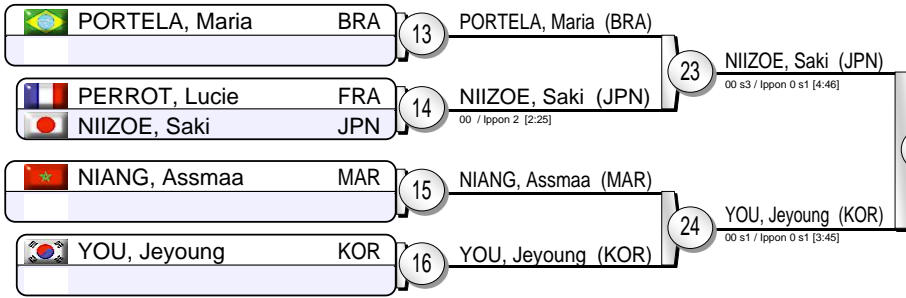 PORTELA, Maria BRA
13
PORTELA, Maria (BRA)
23
NIIZOE, Saki (JPN)
00 s3 / Ippon 0 s1 [4:46]
PERROT, Lucie FRA
NIIZOE, Saki JPN
14
NIIZOE, Saki (JPN)
00 / Ippon 2 [2:25]
NIANG, Assmaa MAR
15
NIANG, Assmaa (MAR)
24
YOU, Jeyoung (KOR)
00 s1 / Ippon 0 s1 [3:45]
YOU, Jeyoung KOR
16
YOU, Jeyoung (KOR)